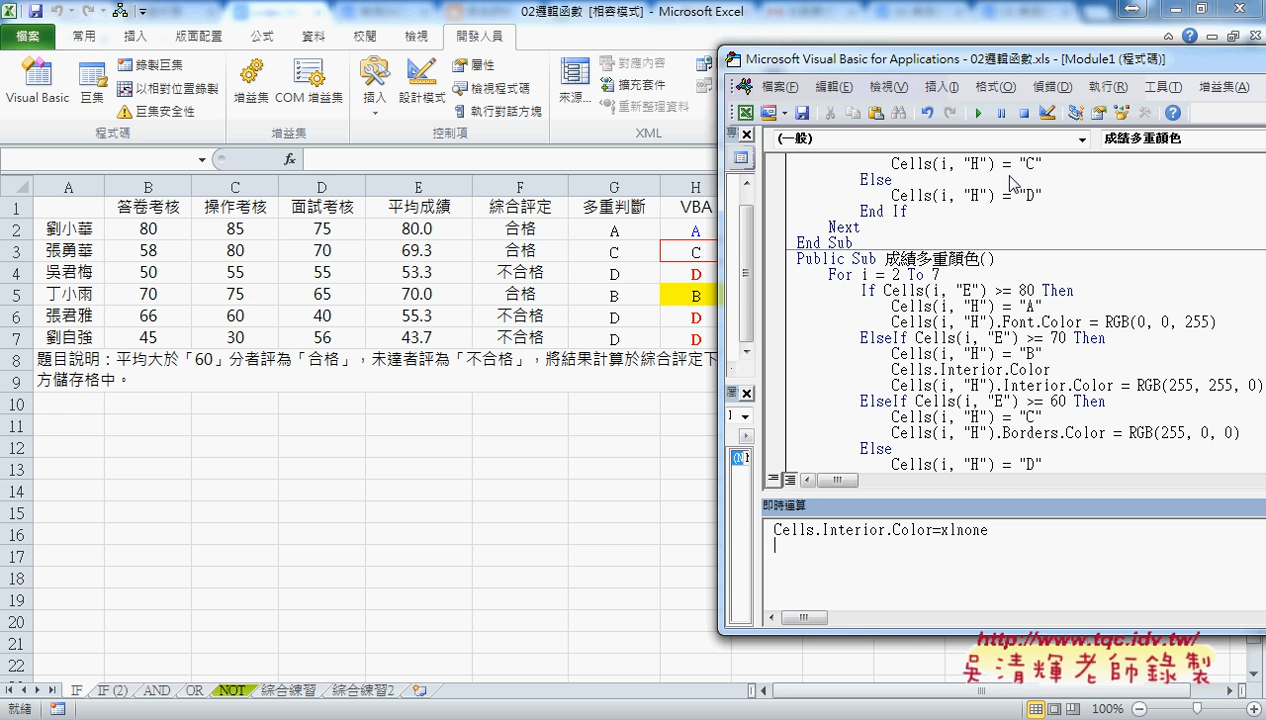 02邏輯函數 [相容模式] - Microsoft Excel
檔案 常用 插入 版面配置 公式 資料 校閱 檢視 開發人員
Visual Basic 巨集 錄製巨集 以相對位置錄製 巨集安全性 程式碼
增益集 COM 增益集 增益集
插入 設計模式 屬性 檢視程式碼 執行對話方塊 控制項
來源... 對應內容 擴充套件 重新整理資料 XML
fx
A B C D E F G H
1 答卷考核 操作考核 面試考核 平均成績 綜合評定 多重判斷 VBA
2 劉小華 80 85 75 80.0 合格 A A
3 張勇華 58 80 70 69.3 合格 C C
4 吳君梅 50 55 55 53.3 不合格 D D
5 丁小雨 70 75 65 70.0 合格 B B
6 張君雅 66 60 40 55.3 不合格 D D
7 劉自強 45 30 56 43.7 不合格 D D
8 題目說明：平均大於「60」分者評為「合格」，未達者評為「不合格」，將結果計算於綜合評定下
9 方儲存格中。
10
11
12
13
14
15
16
17
18
19
20
21
22
IF IF (2) AND OR NOT 綜合練習 綜合練習2
就緒 100%
Microsoft Visual Basic for Applications - 02邏輯函數.xls - [Module1 (程式碼)]
檔案(F) 編輯(E) 檢視(V) 插入(I) 格式(O) 偵錯(D) 執行(R) 工具(T) 增益集(A)
(一般) 成績多重顏色
Cells(i, "H") = "C"
Else
Cells(i, "H") = "D"
End If
Next
End Sub
Public Sub 成績多重顏色()
For i = 2 To 7
If Cells(i, "E") >= 80 Then
Cells(i, "H") = "A"
Cells(i, "H").Font.Color = RGB(0, 0, 255)
ElseIf Cells(i, "E") >= 70 Then
Cells(i, "H") = "B"
Cells.Interior.Color
Cells(i, "H").Interior.Color = RGB(255, 255, 0)
ElseIf Cells(i, "E") >= 60 Then
Cells(i, "H") = "C"
Cells(i, "H").Borders.Color = RGB(255, 0, 0)
Else
Cells(i, "H") = "D"
即時運算
Cells.Interior.Color=xlnone
http://www.tqc.idv.tw/
吳清輝老師錄製